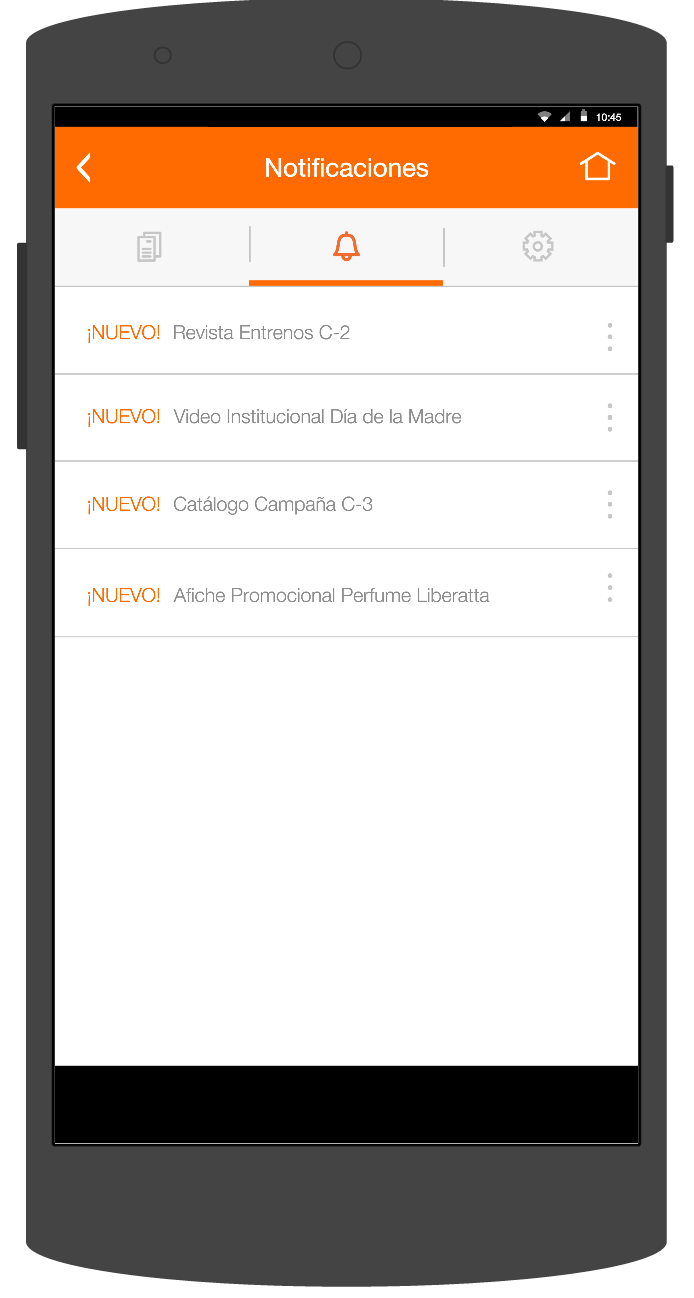 10:45
Notificaciones
¡NUEVO! Revista Entrenos C-2
¡NUEVO! Video Institucional Día de la Madre
¡NUEVO! Catálogo Campaña C-3
¡NUEVO! Afiche Promocional Perfume Liberatta